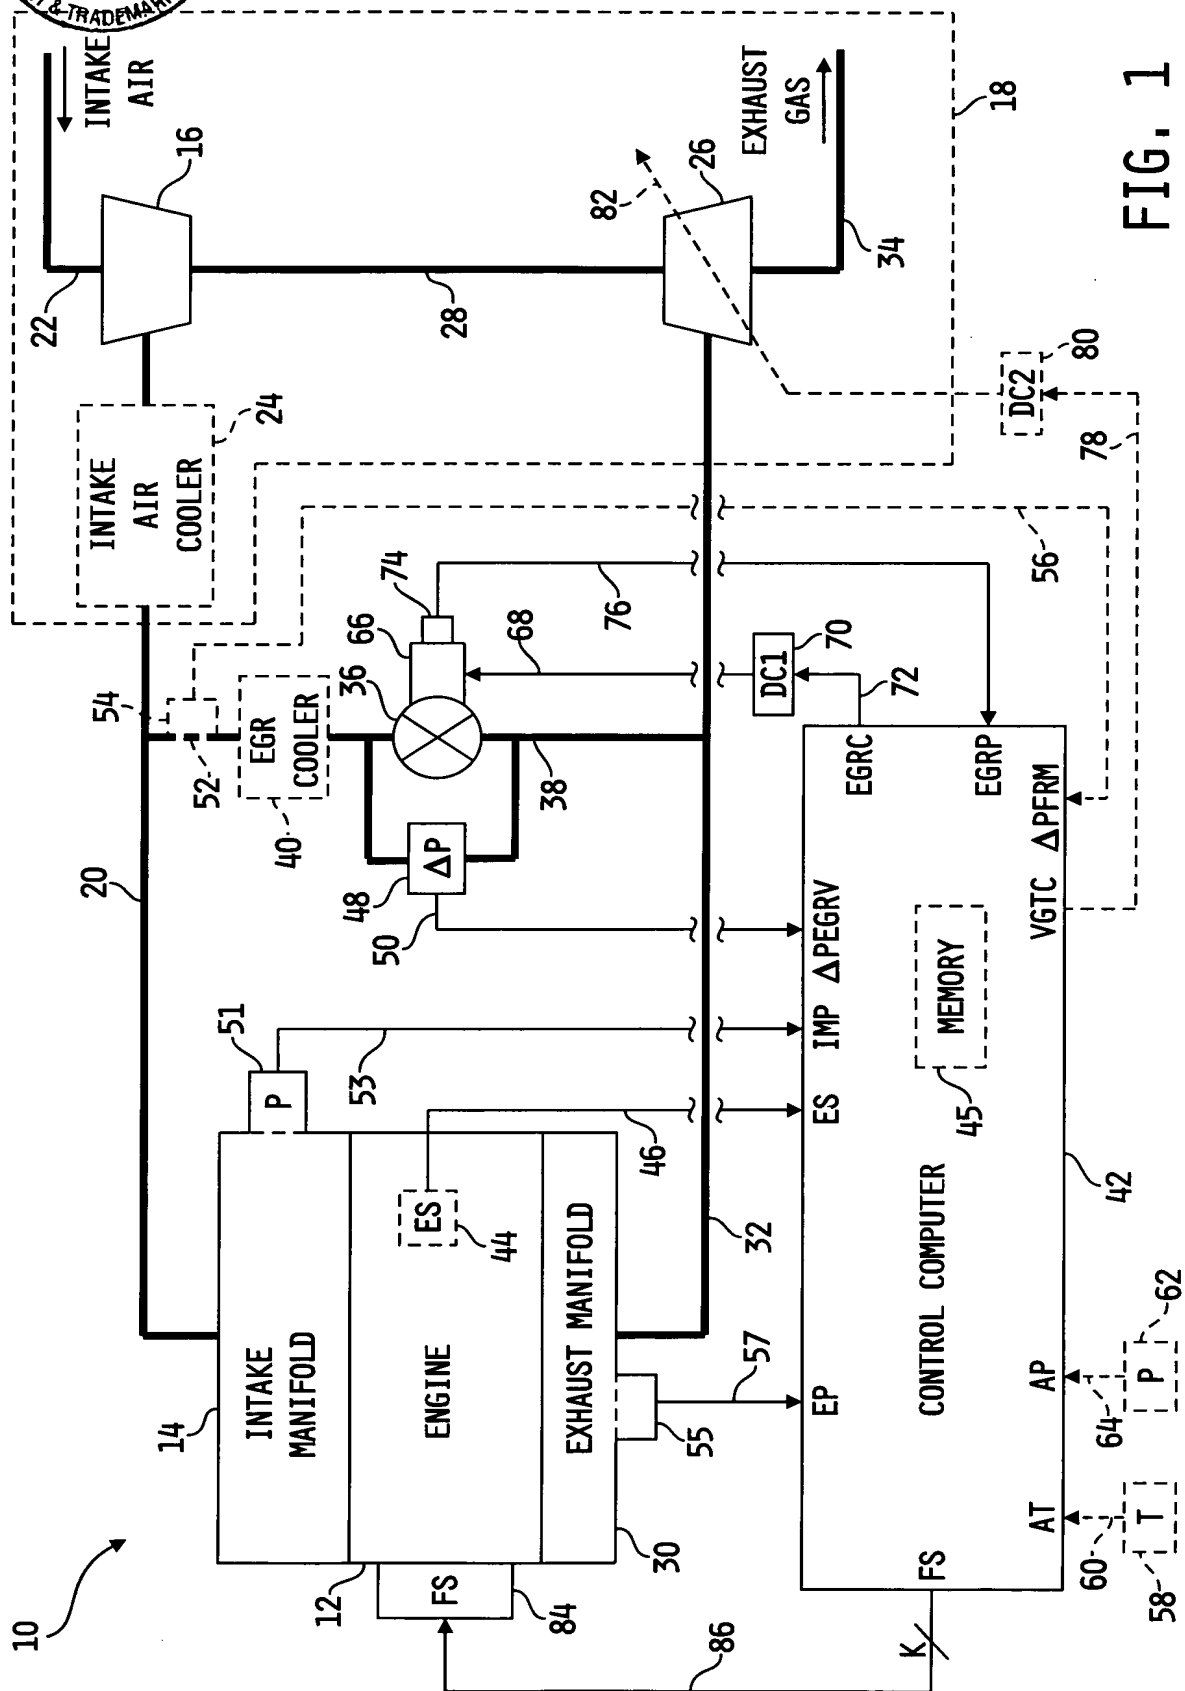 & TRADEMARK
10
INTAKE
AIR
16
22
28
INTAKE
AIR
COOLER
24
20
54
52
EGR
COOLER
40
36
66
74
38
ΔP
48
50
68
76
56
EXHAUST
GAS
26
82
34
18
DC2
80
78
DC1
70
72
14
INTAKE
MANIFOLD
P
51
53
12
ENGINE
ES
44
46
FS
84
86
K
EXHAUST MANIFOLD
30
55
57
32
EP
ES
IMP
ΔPEGRV
EGRC
EGRP
FS
CONTROL COMPUTER
MEMORY
45
AT
AP
VGTC
ΔPFRM
42
T
58
60
P
62
64
FIG. 1